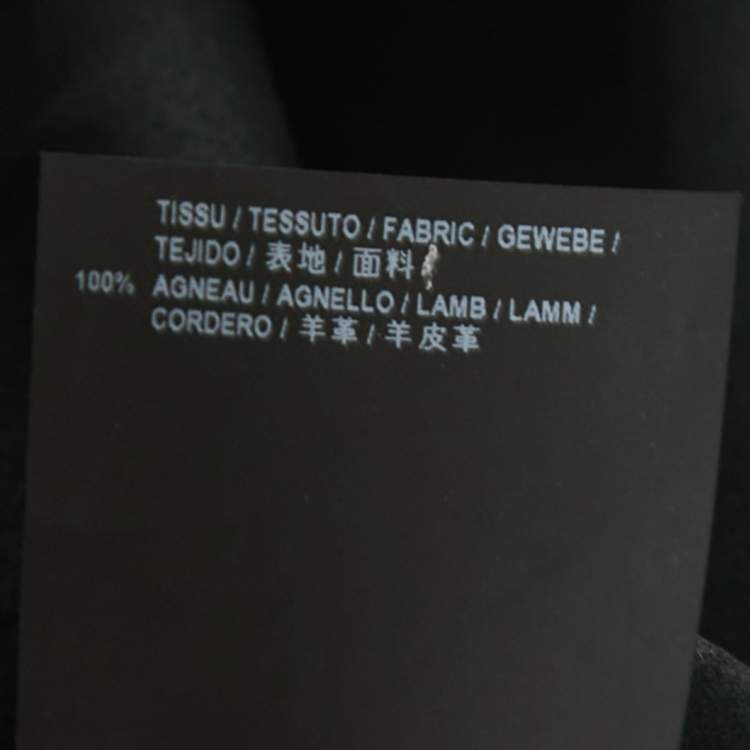 TISSU / TESSUTO / FABRIC / GEWEBE /
TEJIDO / 表地 / 面料
100% AGNEAU / AGNELLO / LAMB / LAMM /
CORDERO / 羊革 / 羊皮革